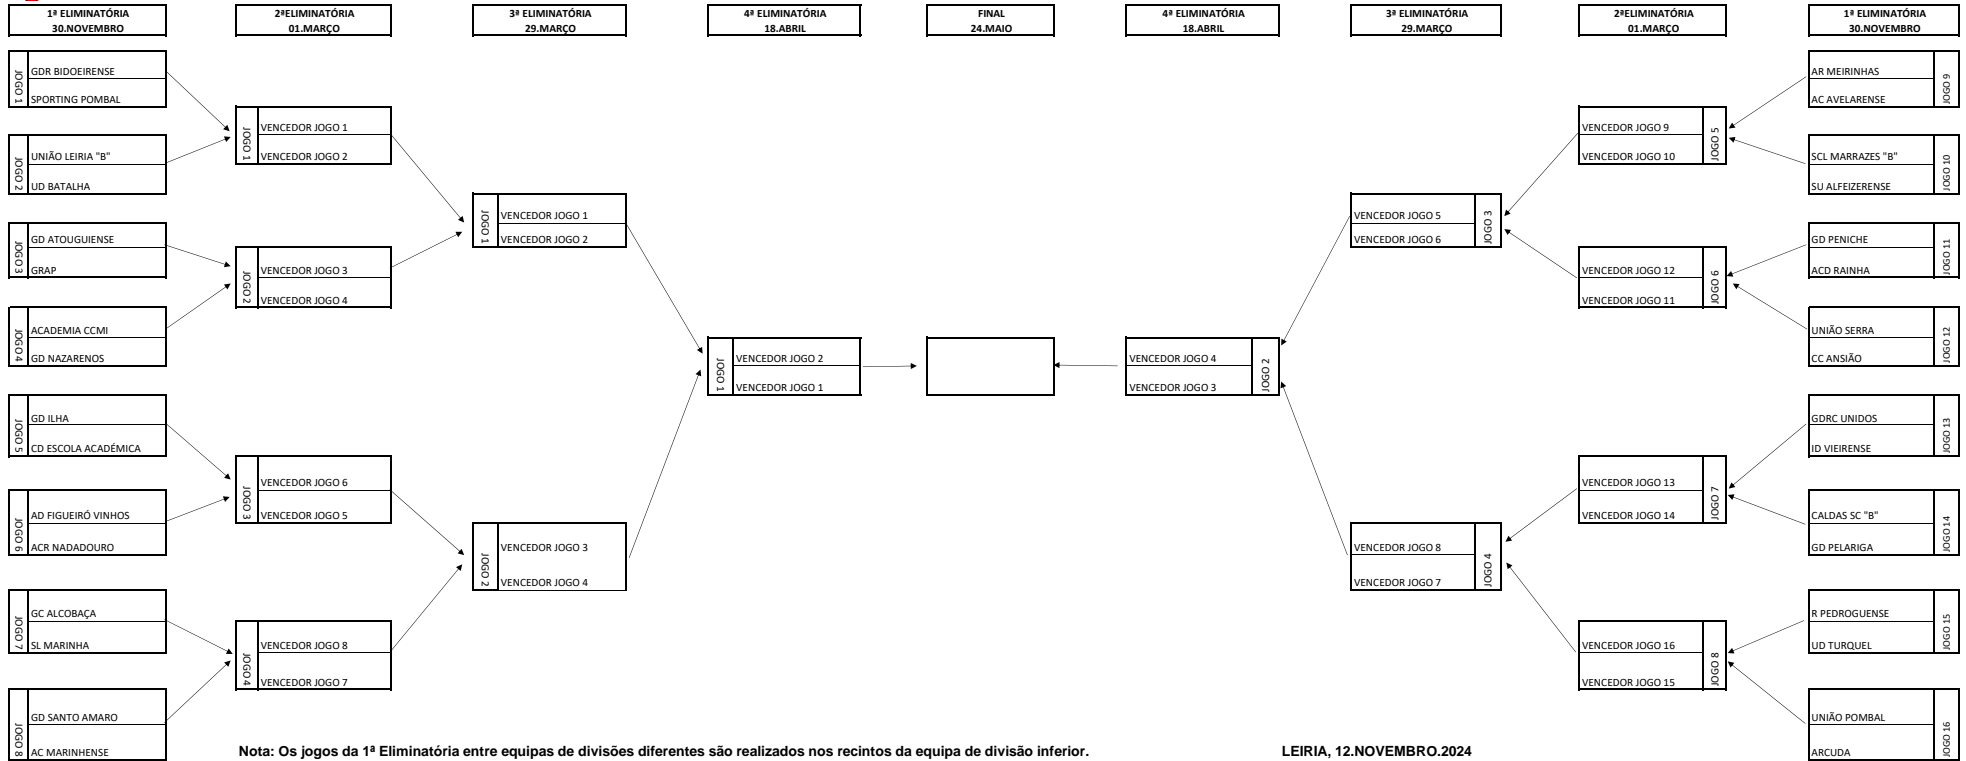 1ª ELIMINATÓRIA
30.NOVEMBRO
2ªELIMINATÓRIA
01.MARÇO
3ª ELIMINATÓRIA
29.MARÇO
4ª ELIMINATÓRIA
18.ABRIL
FINAL
24.MAIO
4ª ELIMINATÓRIA
18.ABRIL
3ª ELIMINATÓRIA
29.MARÇO
2ªELIMINATÓRIA
01.MARÇO
1ª ELIMINATÓRIA
30.NOVEMBRO
JOGO 1
GDR BIDOEIRENSE
SPORTING POMBAL
JOGO 2
UNIÃO LEIRIA "B"
UD BATALHA
JOGO 3
GD ATOUGUIENSE
GRAP
JOGO 4
ACADEMIA CCMI
GD NAZARENOS
JOGO 5
GD ILHA
CD ESCOLA ACADÉMICA
JOGO 6
AD FIGUEIRÓ VINHOS
ACR NADADOURO
JOGO 7
GC ALCOBAÇA
SL MARINHA
JOGO 8
GD SANTO AMARO
AC MARINHENSE
JOGO 1
VENCEDOR JOGO 1
VENCEDOR JOGO 2
JOGO 2
VENCEDOR JOGO 3
VENCEDOR JOGO 4
JOGO 3
VENCEDOR JOGO 6
VENCEDOR JOGO 5
JOGO 4
VENCEDOR JOGO 8
VENCEDOR JOGO 7
JOGO 1
VENCEDOR JOGO 1
VENCEDOR JOGO 2
JOGO 2
VENCEDOR JOGO 3
VENCEDOR JOGO 4
JOGO 1
VENCEDOR JOGO 2
VENCEDOR JOGO 1
VENCEDOR JOGO 4
VENCEDOR JOGO 3
JOGO 2
VENCEDOR JOGO 5
VENCEDOR JOGO 6
JOGO 3
VENCEDOR JOGO 8
VENCEDOR JOGO 7
JOGO 4
VENCEDOR JOGO 9
VENCEDOR JOGO 10
JOGO 5
VENCEDOR JOGO 12
VENCEDOR JOGO 11
JOGO 6
VENCEDOR JOGO 13
VENCEDOR JOGO 14
JOGO 7
VENCEDOR JOGO 16
VENCEDOR JOGO 15
JOGO 8
AR MEIRINHAS
AC AVELARENSE
JOGO 9
SCL MARRAZES "B"
SU ALFEIZERENSE
JOGO 10
GD PENICHE
ACD RAINHA
JOGO 11
UNIÃO SERRA
CC ANSIÃO
JOGO 12
GDRC UNIDOS
ID VIEIRENSE
JOGO 13
CALDAS SC "B"
GD PELARIGA
JOGO 14
R PEDROGUENSE
UD TURQUEL
JOGO 15
UNIÃO POMBAL
ARCUDA
JOGO 16
Nota: Os jogos da 1ª Eliminatória entre equipas de divisões diferentes são realizados nos recintos da equipa de divisão inferior.
LEIRIA, 12.NOVEMBRO.2024